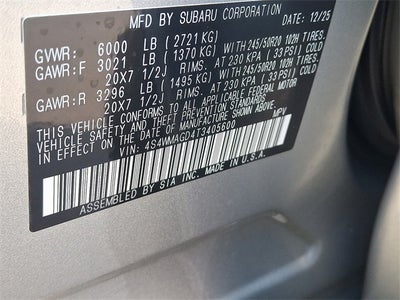 MFD BY SUBARU CORPORATION 12/25
GVWR: 6000 LB (2721 KG)
GAWR:F 3021 LB (1370 KG) WITH 245/50R20 102H TIRES,
20X7 1/2J RIMS, AT 230 KPA (33 PSI) COLD
GAWR:R 3296 LB (1495 KG) WITH 245/50R20 102H TIRES,
20X7 1/2J RIMS, AT 230 KPA (33 PSI) COLD
THIS VEHICLE CONFORMS TO ALL APPLICABLE FEDERAL MOTOR
VEHICLE SAFETY STANDARDS
IN EFFECT ON THE DATE OF MANUFACTURE SHOWN ABOVE.
VIN: 4S4WMAGD4T3405600 MPV
ASSEMBLED BY SIA INC. MADE IN U.S.A.